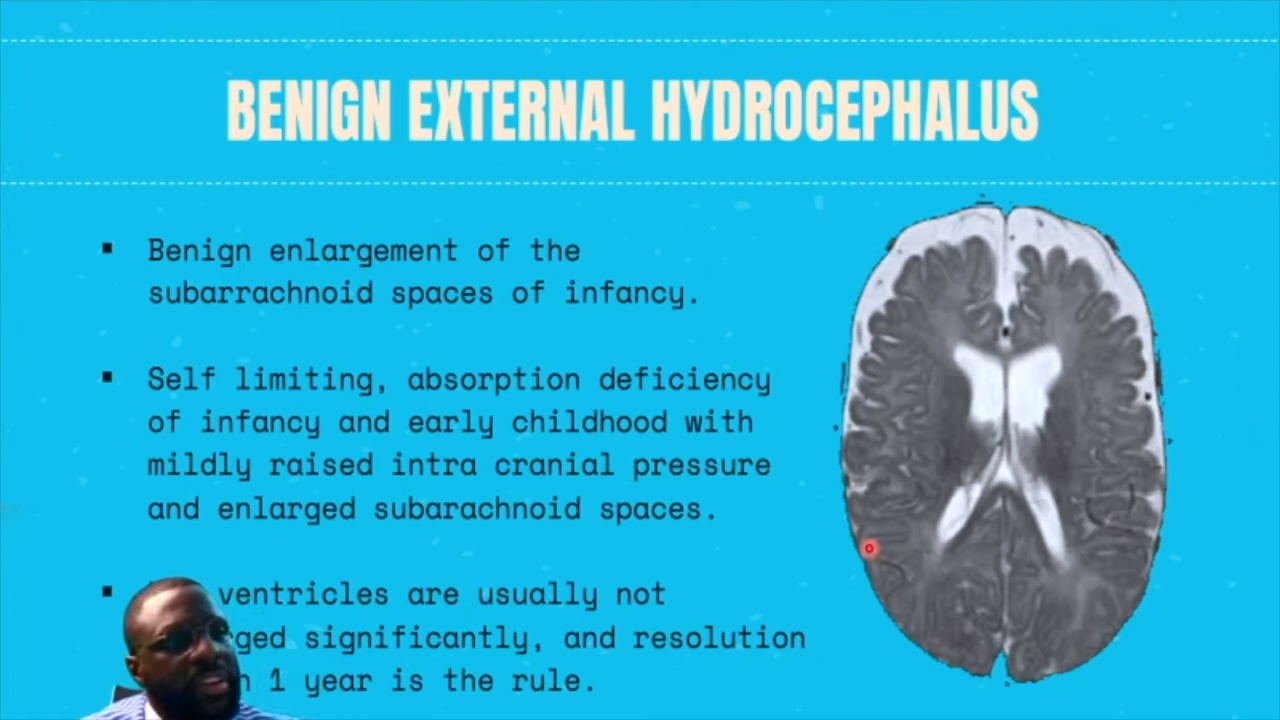 BENIGN EXTERNAL HYDROCEPHALUS
▪ Benign enlargement of the
subarrachnoid spaces of infancy.
▪ Self limiting, absorption deficiency
of infancy and early childhood with
mildly raised intra cranial pressure
and enlarged subarachnoid spaces.
▪ ventricles are usually not
significantly, and resolution
1 year is the rule.